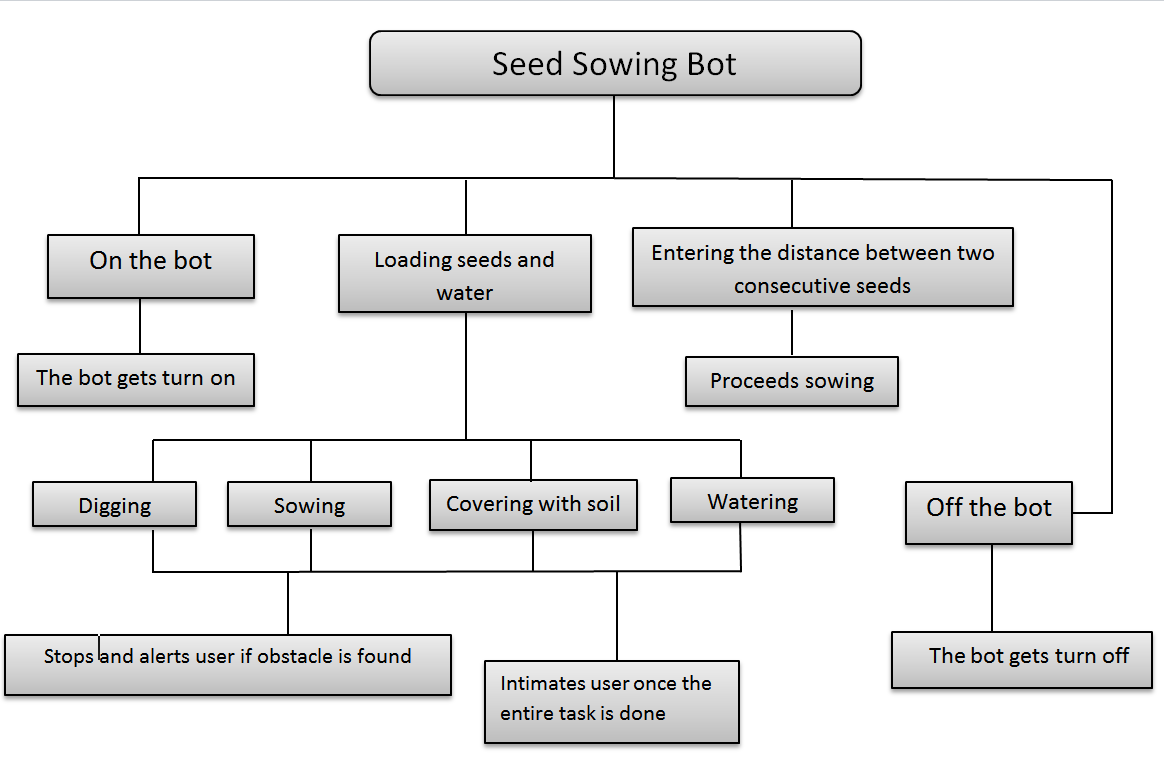 Seed Sowing Bot
On the bot
Loading seeds and
water
Entering the distance between two
consecutive seeds
The bot gets turn on
Proceeds sowing
Digging
Sowing
Covering with soil
Watering
Off the bot
Stops and alerts user if obstacle is found
Intimates user once the
entire task is done
The bot gets turn off